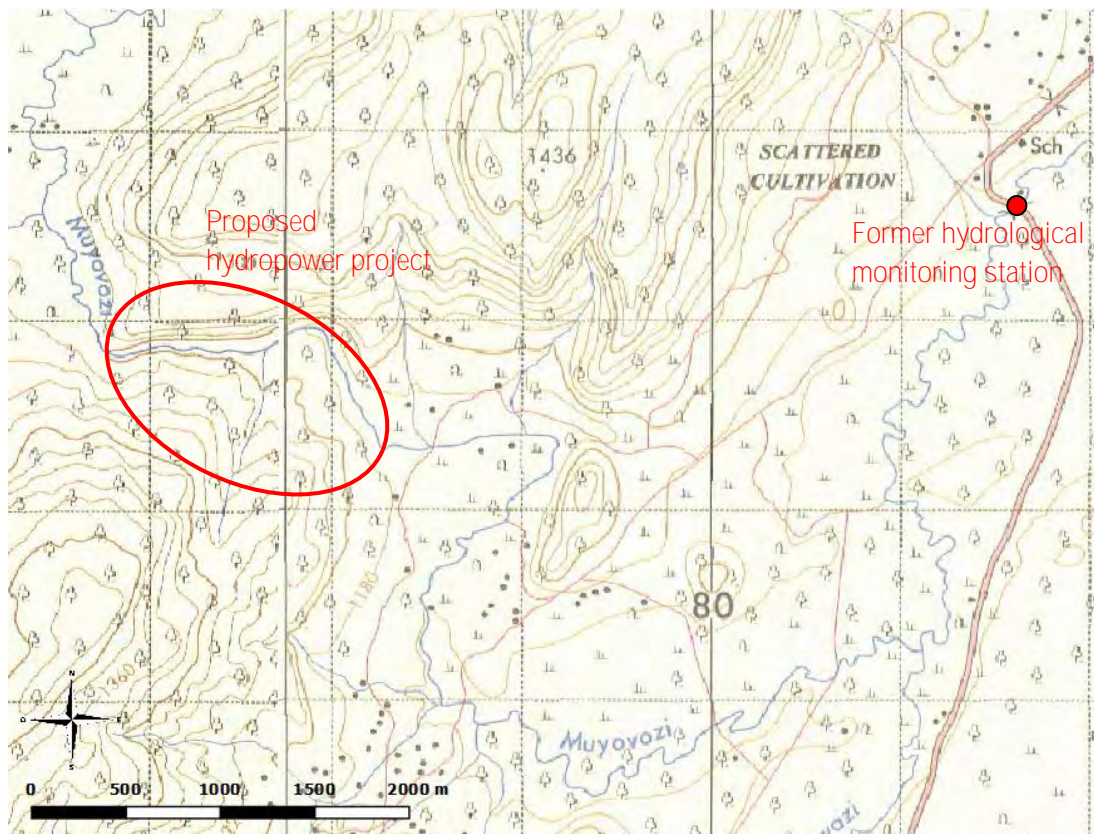 1436
SCATTERED
CULTIVATION
Sch
Proposed
hydropower project
Former hydrological
monitoring station
Muyovozi
1180
80
1360
Muyovozi
N
O
E
S
0 500 1000 1500 2000 m